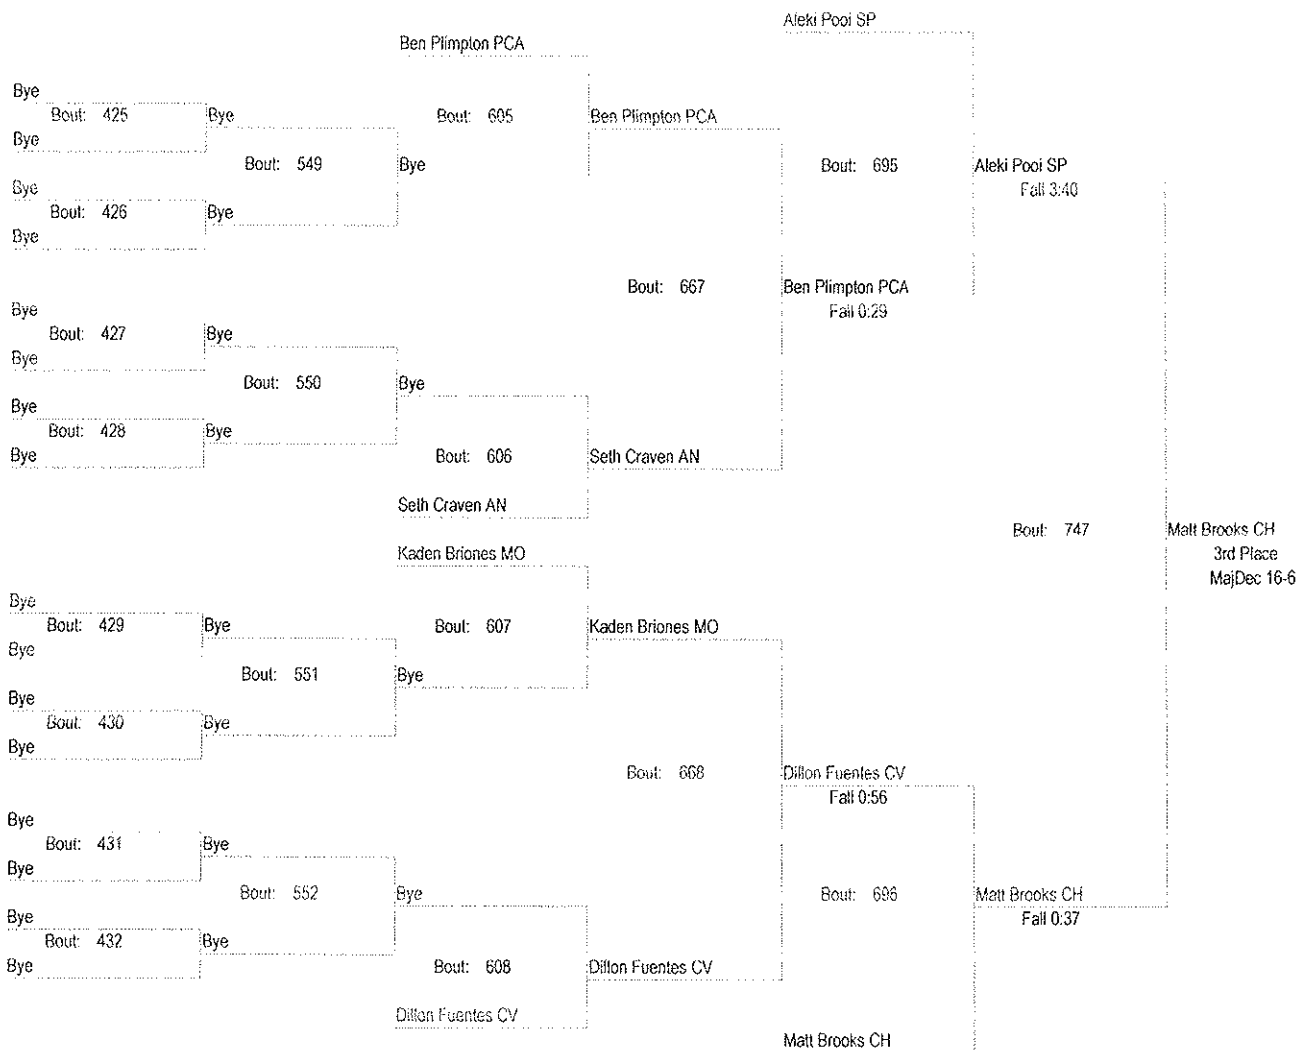 Aleki Pooi SP
Ben Plimpton PCA
Bye
Bout: 425
Bye
Bye
Bout: 605
Ben Plimpton PCA
Bout: 549
Bye
Bout: 695
Aleki Pooi SP
Fall 3:40
Bye
Bout: 426
Bye
Bye
Bout: 667
Ben Plimpton PCA
Fall 0:29
Bye
Bout: 427
Bye
Bye
Bout: 550
Bye
Bye
Bout: 428
Bye
Bye
Bout: 606
Seth Craven AN
Seth Craven AN
Bout: 747
Matt Brooks CH
3rd Place
MajDec 16-6
Kaden Briones MO
Bye
Bout: 429
Bye
Bye
Bout: 607
Kaden Briones MO
Bout: 551
Bye
Bye
Bout: 430
Bye
Bye
Bout: 668
Dillon Fuentes CV
Fall 0:56
Bye
Bout: 431
Bye
Bye
Bout: 552
Bye
Bout: 696
Matt Brooks CH
Fall 0:37
Bye
Bout: 432
Bye
Bye
Bout: 608
Dillon Fuentes CV
Dillon Fuentes CV
Matt Brooks CH